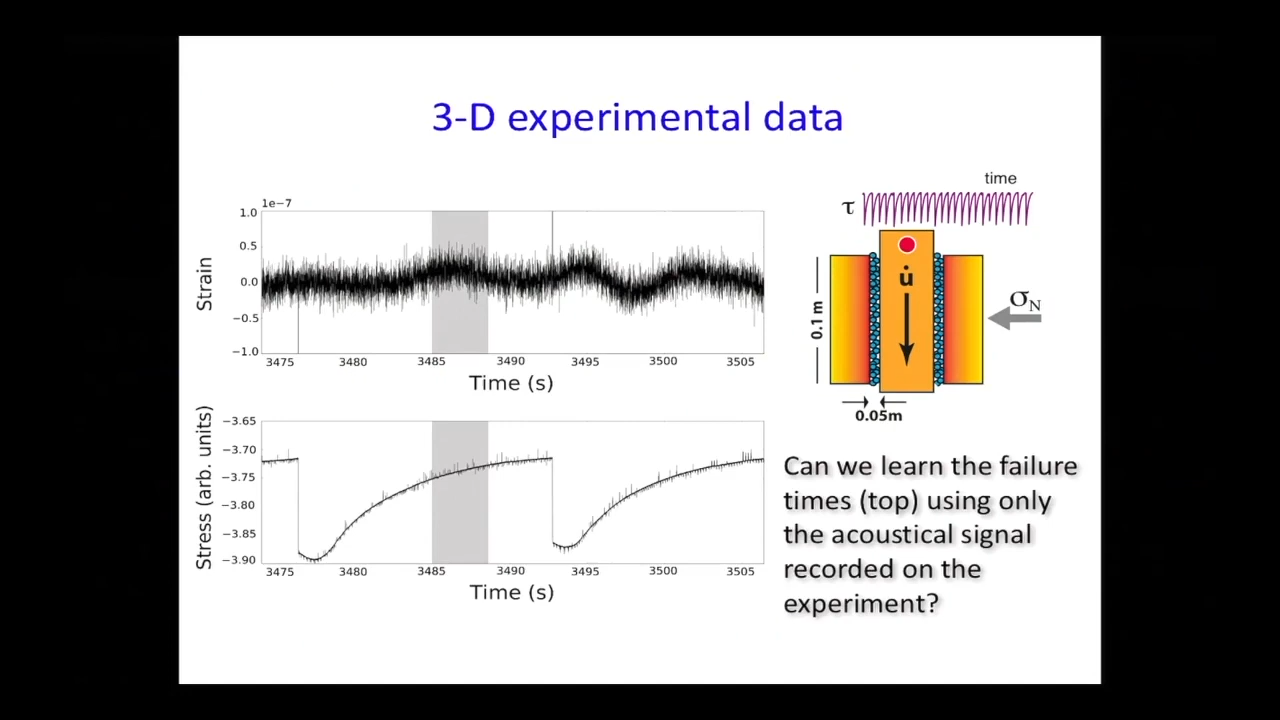 3-D experimental data
1e−7
1.0
0.5
0.0
−0.5
−1.0
Strain
3475 3480 3485 3490 3495 3500 3505
Time (s)
−3.65
−3.70
−3.75
−3.80
−3.85
−3.90
Stress (arb. units)
3475 3480 3485 3490 3495 3500 3505
Time (s)
time
τ
u̇
σN
0.1 m
0.05m
Can we learn the failure
times (top) using only
the acoustical signal
recorded on the
experiment?